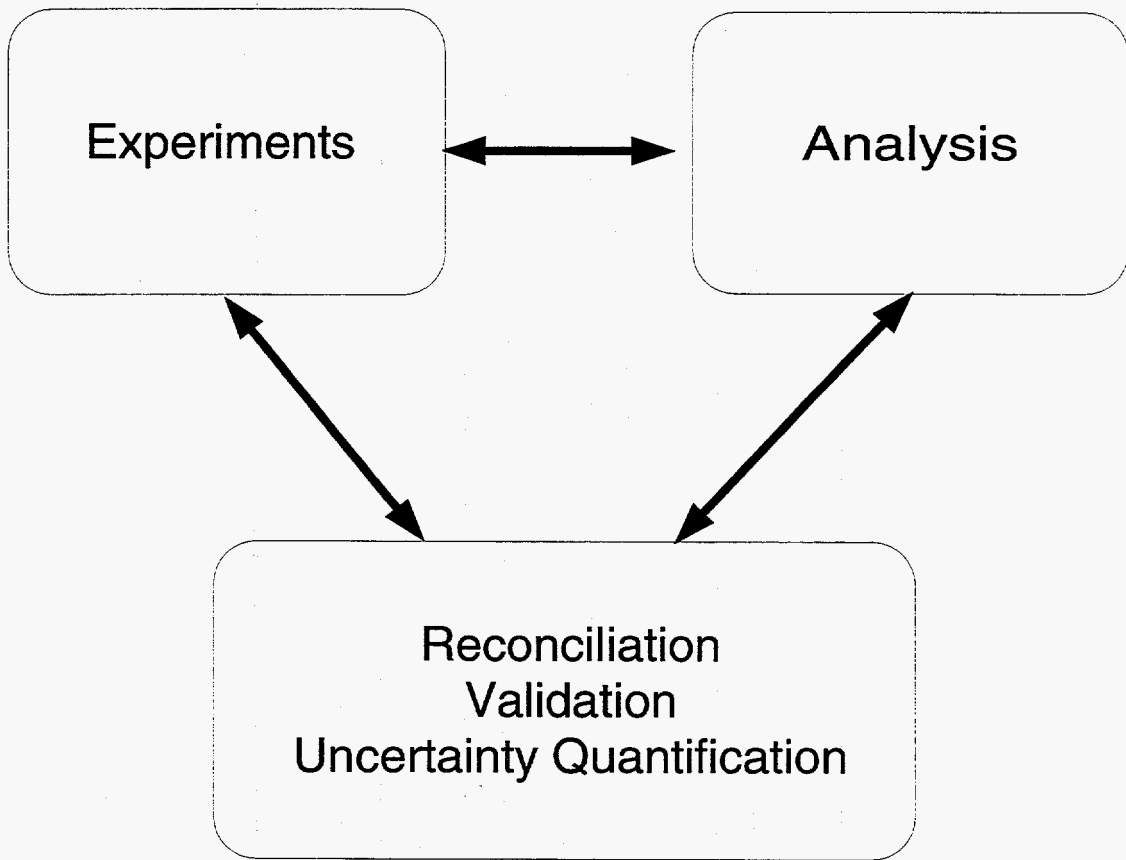 Experiments
Analysis
Reconciliation
Validation
Uncertainty Quantification